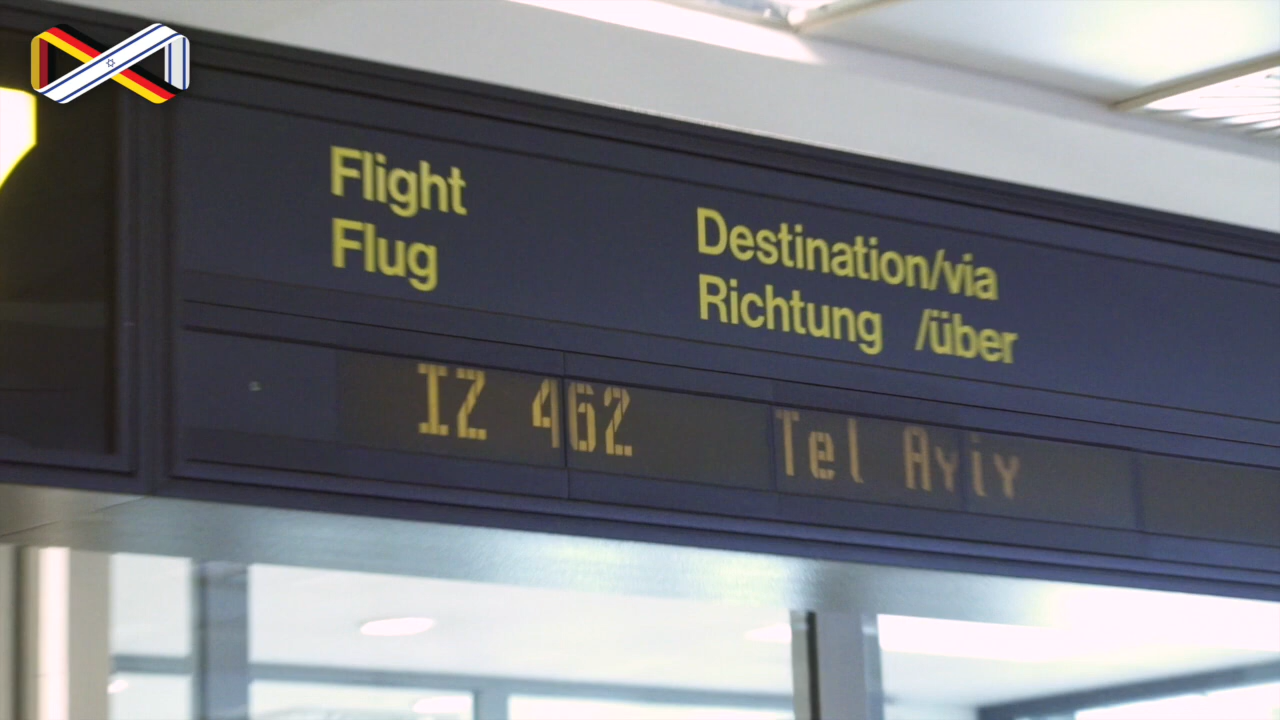 Flight
Flug
Destination/via
Richtung /über
IZ 462 Tel Aviv